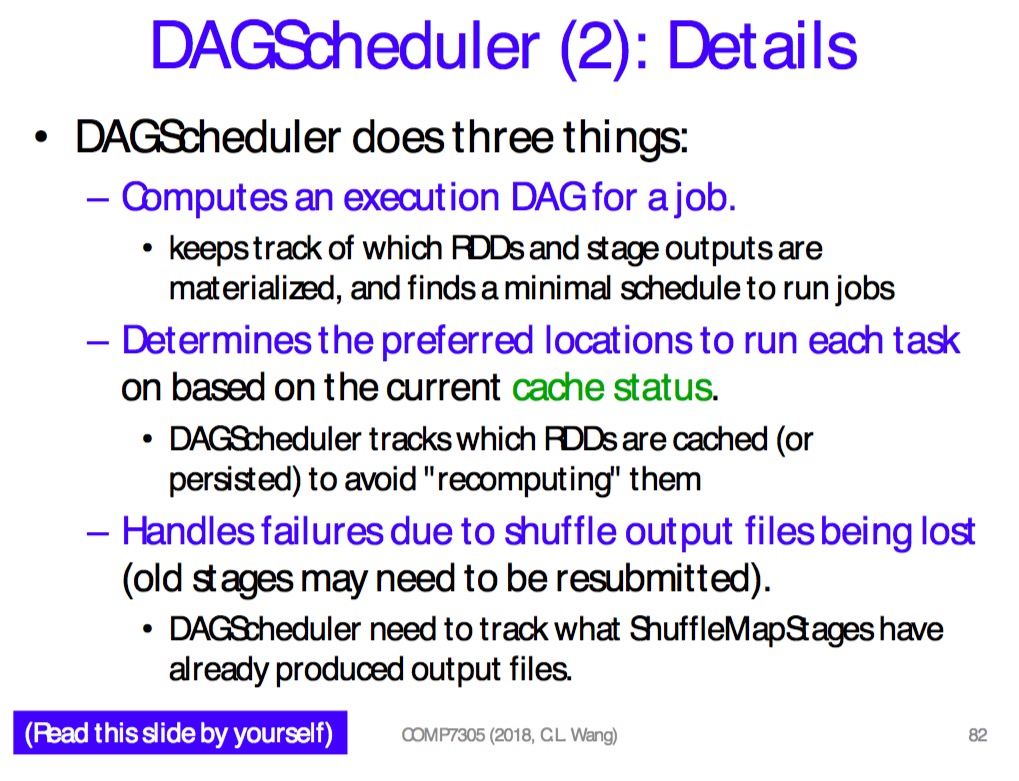 DAGScheduler (2): Details
• DAGScheduler does three things:
– Computes an execution DAG for a job.
• keeps track of which RDDs and stage outputs are
materialized, and finds a minimal schedule to run jobs
– Determines the preferred locations to run each task
on based on the current cache status.
• DAGScheduler tracks which RDDs are cached (or
persisted) to avoid "recomputing" them
– Handles failures due to shuffle output files being lost
(old stages may need to be resubmitted).
• DAGScheduler need to track what ShuffleMapStages have
already produced output files.
(Read this slide by yourself)
COMP7305 (2018, C.L. Wang)
82